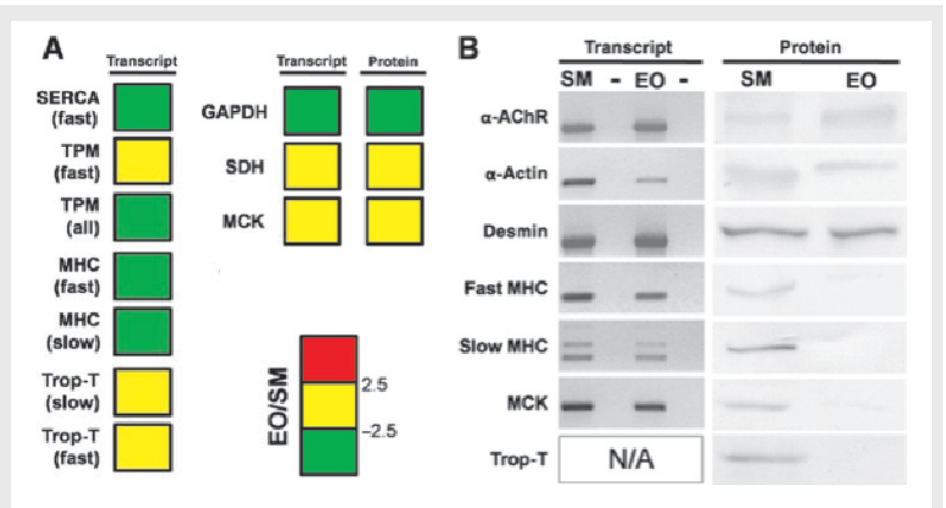 A
Transcript
SERCA
(fast)
TPM
(fast)
TPM
(all)
MHC
(fast)
MHC
(slow)
Trop-T
(slow)
Trop-T
(fast)
Transcript Protein
GAPDH
SDH
MCK
EO/SM
2.5
–2.5
B
Transcript Protein
SM - EO - SM EO
α-AChR
α-Actin
Desmin
Fast MHC
Slow MHC
MCK
Trop-T N/A